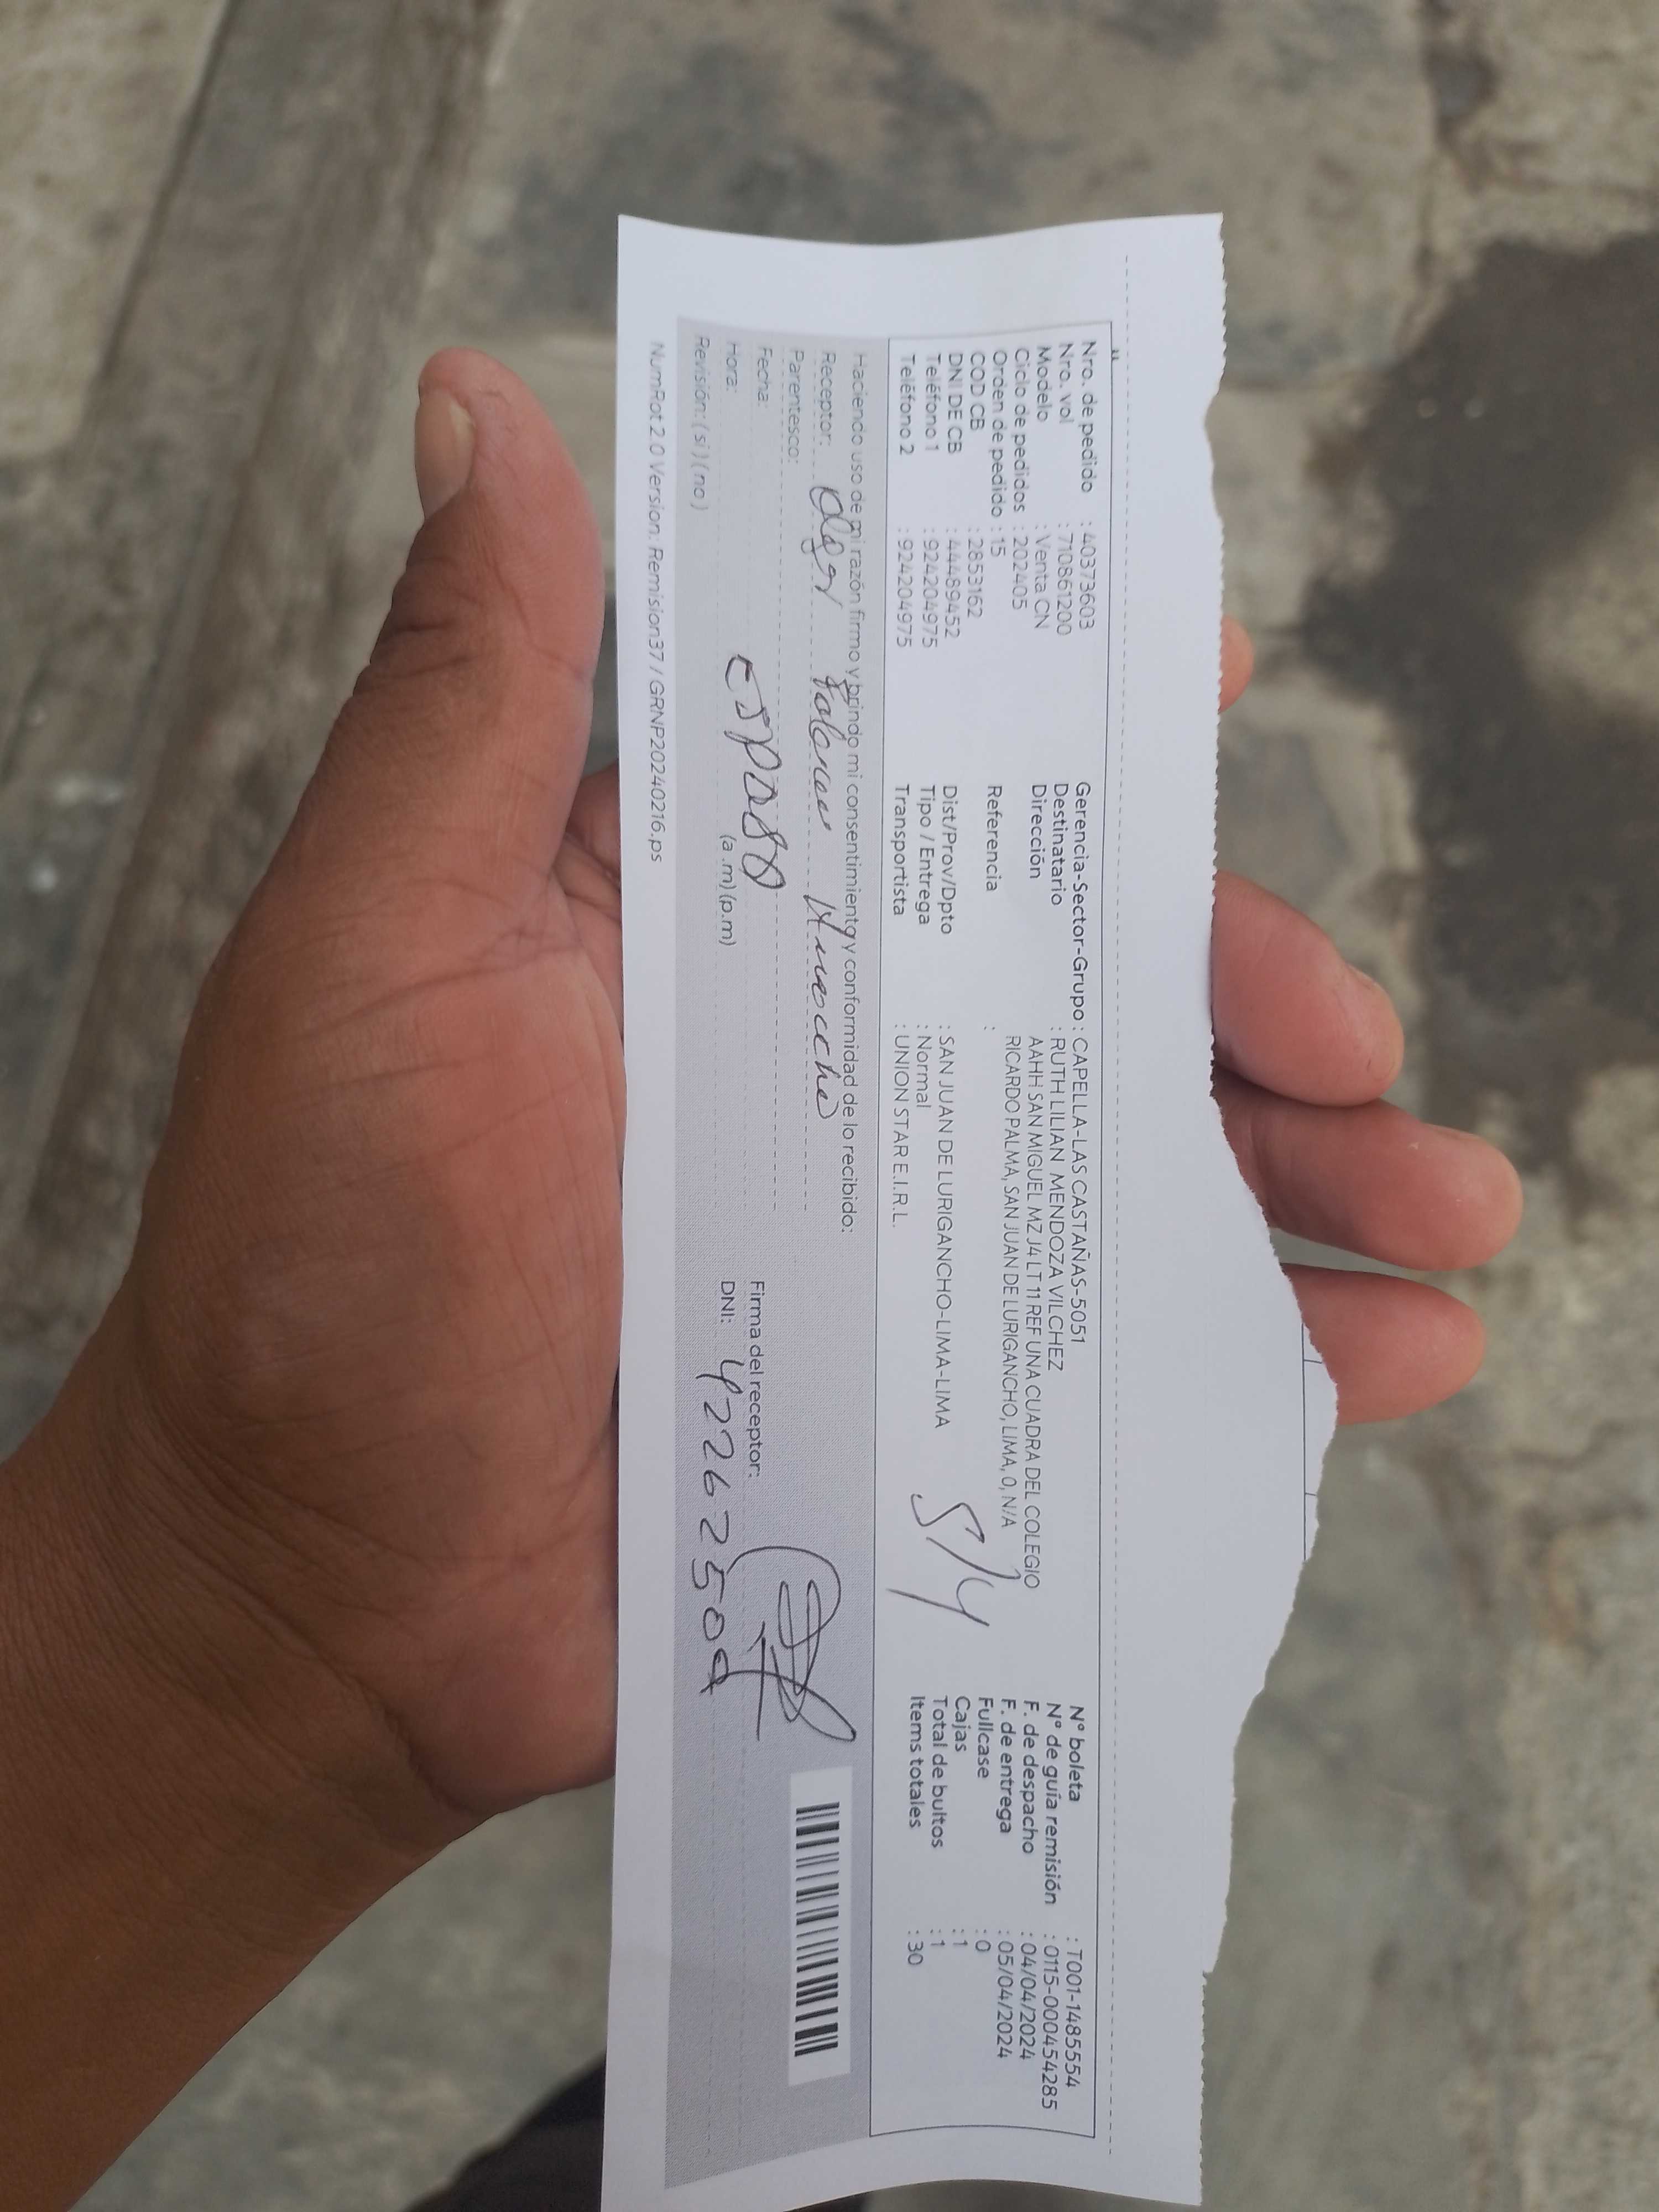 Nro. de pedido : 40373603
Nro. vol : 710861200
Modelo : Venta CN
Ciclo de pedidos : 202405
Orden de pedido : 15
COD CB : 2853162
DNI DE CB : 44489452
Teléfono 1 : 924204975
Teléfono 2 : 924204975
Gerencia-Sector-Grupo : CAPELLA-LAS CASTAÑAS-5051
Destinatario : RUTH LILIAN MENDOZA VILCHEZ
Dirección AAHH SAN MIGUEL MZ J4 LT 11 REF UNA CUADRA DEL COLEGIO
RICARDO PALMA, SAN JUAN DE LURIGANCHO, LIMA, 0, N/A
Referencia :
Dist/Prov/Dpto : SAN JUAN DE LURIGANCHO-LIMA-LIMA
Tipo / Entrega : Normal
Transportista : UNION STAR E.I.R.L.
5/4
N° boleta : T001-1485554
N° de guía remisión : 0115-000454285
F. de despacho : 04/04/2024
F. de entrega : 05/04/2024
Fullcase : 0
Cajas : 1
Total de bultos : 1
Items totales : 30
Haciendo uso de mi razón firmo y brindo mi consentimiento y conformidad de lo recibido:
Receptor:
Parentesco:
Fecha:
esposo
Hora: (a .m) (p.m)
Revisión: ( si ) ( no )
Firma del receptor:
DNI: 42262509
NumRot 2.0 Version: Remision37 / GRNP20240216.ps